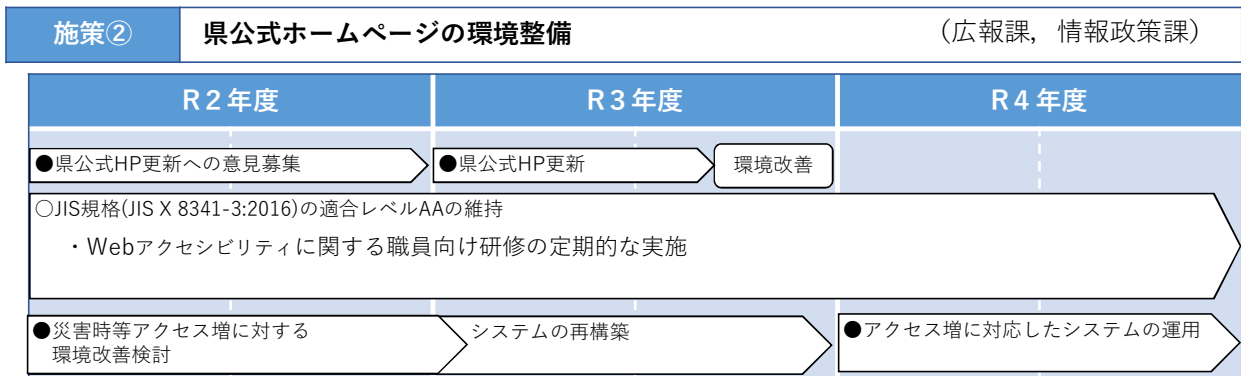 施策② 県公式ホームページの環境整備 (広報課, 情報政策課)
R2年度 R3年度 R4年度
●県公式HP更新への意見募集 ●県公式HP更新 環境改善
○JIS規格(JIS X 8341-3:2016)の適合レベルAAの維持
・Webアクセシビリティに関する職員向け研修の定期的な実施
●災害時等アクセス増に対する
環境改善検討
システムの再構築
●アクセス増に対応したシステムの運用